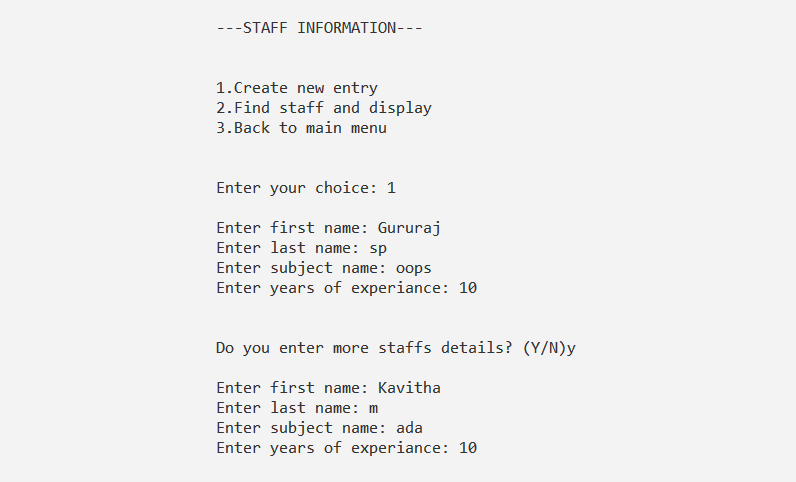 ---STAFF INFORMATION---
1.Create new entry
2.Find staff and display
3.Back to main menu
Enter your choice: 1
Enter first name: Gururaj
Enter last name: sp
Enter subject name: oops
Enter years of experiance: 10
Do you enter more staffs details? (Y/N)y
Enter first name: Kavitha
Enter last name: m
Enter subject name: ada
Enter years of experiance: 10